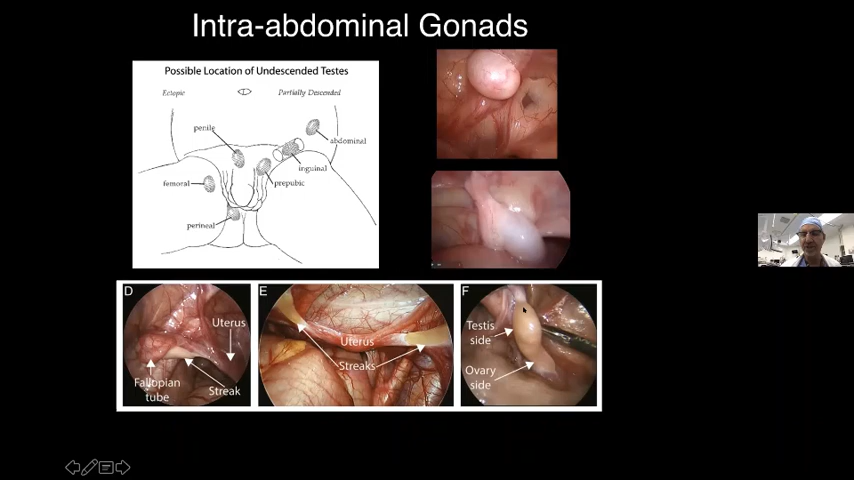 Intra-abdominal Gonads
Possible Location of Undescended Testes
Ectopic
Partially Descended
penile
abdominal
inguinal
femoral
prepubic
perineal
D
Uterus
Fallopian
tube
Streak
E
Uterus
Streaks
F
Testis
side
Ovary
side